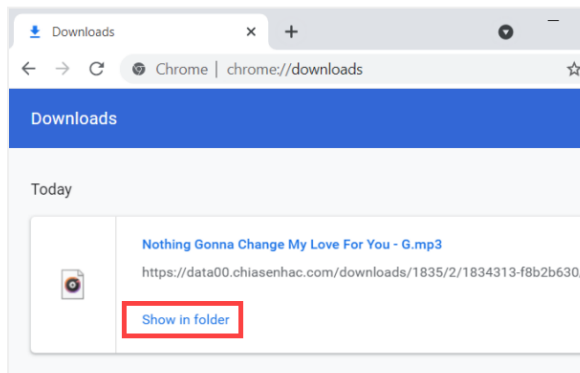 Downloads
Chrome | chrome://downloads
Downloads
Today
Nothing Gonna Change My Love For You - G.mp3
https://data00.chiasenhac.com/downloads/1835/2/1834313-f8b2b630/
Show in folder